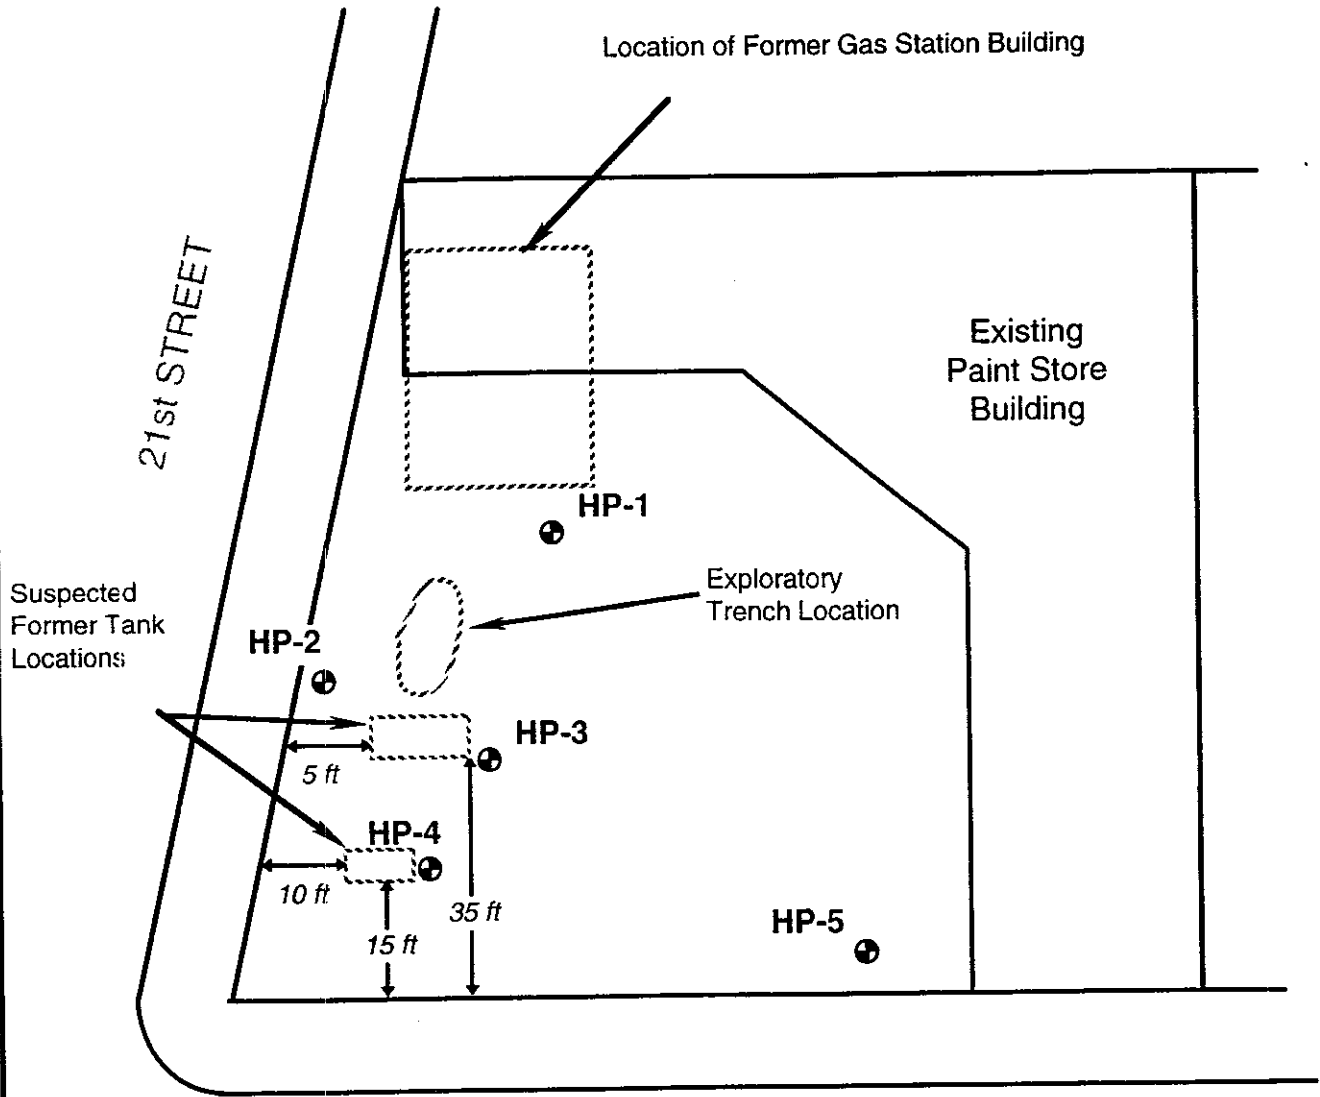 Location of Former Gas Station Building
21st STREET
Existing
Paint Store
Building
HP-1
Exploratory
Trench Location
Suspected
Former Tank
Locations
HP-2
HP-3
5 ft
HP-4
10 ft
35 ft
15 ft
HP-5